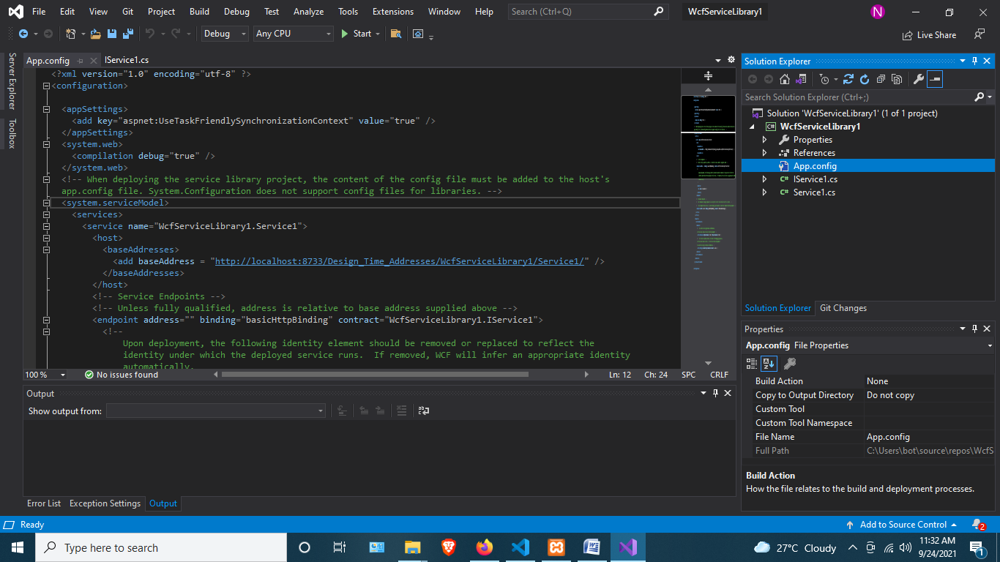 File Edit View Git Project Build Debug Test Analyze Tools Extensions Window Help Search (Ctrl+Q) WcfServiceLibrary1 N
Debug Any CPU Start Live Share
Server Explorer
Toolbox
App.config IService1.cs
<?xml version="1.0" encoding="utf-8" ?>
<configuration>
<appSettings>
<add key="aspnet:UseTaskFriendlySynchronizationContext" value="true" />
</appSettings>
<system.web>
<compilation debug="true" />
</system.web>
<!-- When deploying the service library project, the content of the config file must be added to the host's
app.config file. System.Configuration does not support config files for libraries. -->
<system.serviceModel>
<services>
<service name="WcfServiceLibrary1.Service1">
<host>
<baseAddresses>
<add baseAddress = "http://localhost:8733/Design_Time_Addresses/WcfServiceLibrary1/Service1/" />
</baseAddresses>
</host>
<!-- Service Endpoints -->
<!-- Unless fully qualified, address is relative to base address supplied above -->
<endpoint address="" binding="basicHttpBinding" contract="WcfServiceLibrary1.IService1">
<!--
Upon deployment, the following identity element should be removed or replaced to reflect the
identity under which the deployed service runs.  If removed, WCF will infer an appropriate identity
automatically.
100 % No issues found Ln: 12 Ch: 24 SPC CRLF
Output
Show output from:
Error List Exception Settings Output
Solution Explorer
Search Solution Explorer (Ctrl+;)
Solution 'WcfServiceLibrary1' (1 of 1 project)
WcfServiceLibrary1
Properties
References
App.config
C# IService1.cs
C# Service1.cs
Solution Explorer Git Changes
Properties
App.config File Properties
Build Action None
Copy to Output Directory Do not copy
Custom Tool
Custom Tool Namespace
File Name App.config
Full Path C:\Users\bot\source\repos\WcfS
Build Action
How the file relates to the build and deployment processes.
Ready Add to Source Control 2
Type here to search 27°C Cloudy 11:32 AM
9/24/2021 1